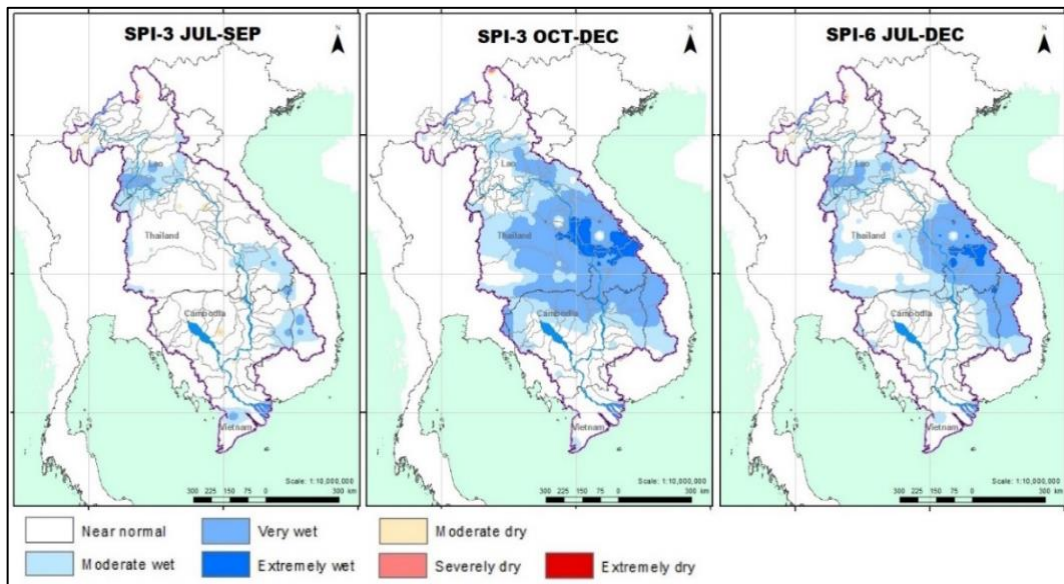 SPI-3 JUL-SEP
N
Lao
Thailand
Cambodia
Vietnam
Scale: 1:10,000,000
300 225 150 75 0 300 km
SPI-3 OCT-DEC
N
Lao
Thailand
Cambodia
Vietnam
Scale: 1:10,000,000
300 225 150 75 0 300 km
SPI-6 JUL-DEC
N
Lao
Thailand
Cambodia
Vietnam
Scale: 1:10,000,000
300 225 150 75 0 300 km
Near normal
Very wet
Moderate dry
Moderate wet
Extremely wet
Severely dry
Extremely dry